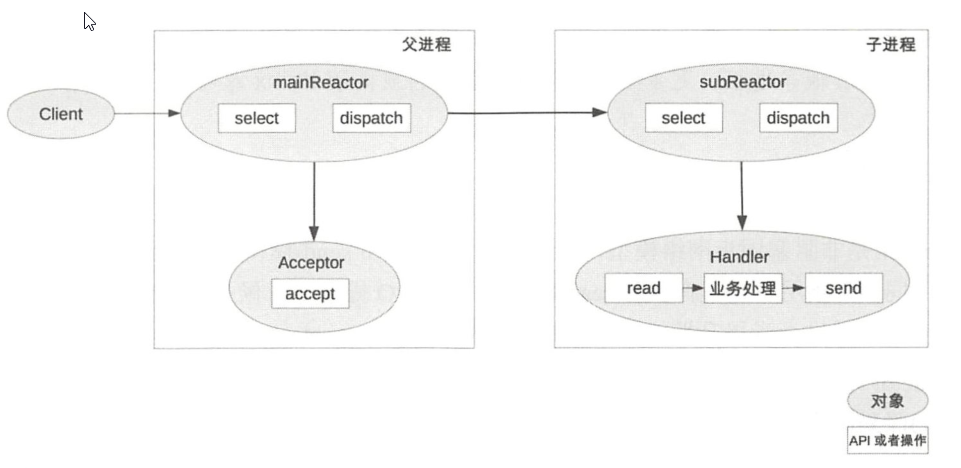 父进程
子进程
mainReactor
subReactor
Client
select
dispatch
select
dispatch
Acceptor
accept
Handler
read
业务处理
send
对象
API 或者操作